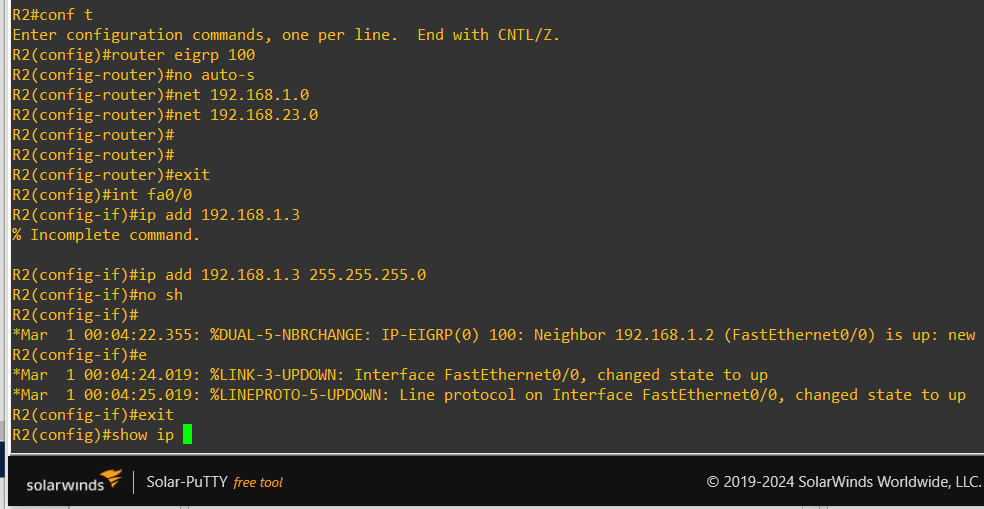 R2#conf t
Enter configuration commands, one per line.  End with CNTL/Z.
R2(config)#router eigrp 100
R2(config-router)#no auto-s
R2(config-router)#net 192.168.1.0
R2(config-router)#net 192.168.23.0
R2(config-router)#
R2(config-router)#
R2(config-router)#exit
R2(config)#int fa0/0
R2(config-if)#ip add 192.168.1.3
% Incomplete command.
R2(config-if)#ip add 192.168.1.3 255.255.255.0
R2(config-if)#no sh
R2(config-if)#
*Mar  1 00:04:22.355: %DUAL-5-NBRCHANGE: IP-EIGRP(0) 100: Neighbor 192.168.1.2 (FastEthernet0/0) is up: new
R2(config-if)#e
*Mar  1 00:04:24.019: %LINK-3-UPDOWN: Interface FastEthernet0/0, changed state to up
*Mar  1 00:04:25.019: %LINEPROTO-5-UPDOWN: Line protocol on Interface FastEthernet0/0, changed state to up
R2(config-if)#exit
R2(config)#show ip
solarwinds | Solar-PuTTY free tool
© 2019-2024 SolarWinds Worldwide, LLC.